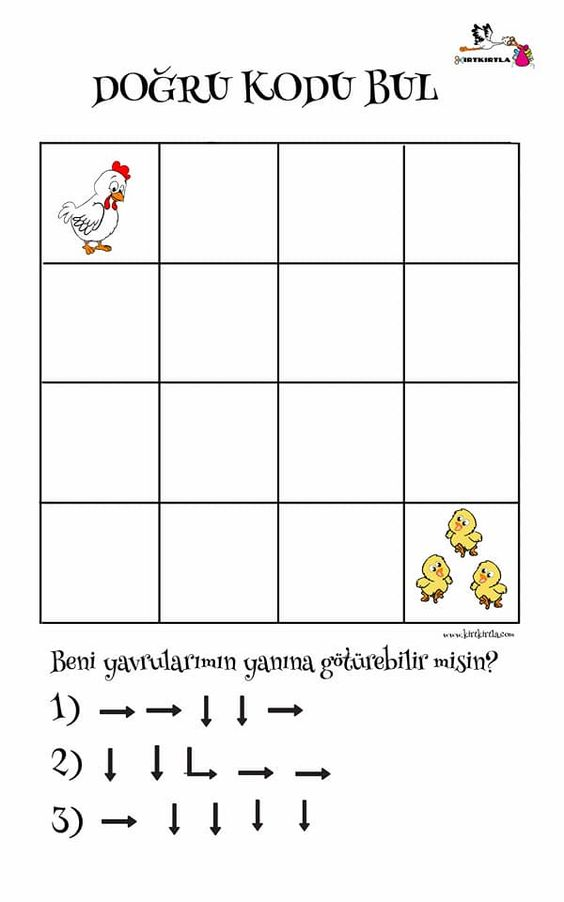 KIRTKIRTLA
DOĞRU KODU BUL
www.kirtkirtla.com
Beni yavrularımın yanına götürebilir misin?
1) → → ↓ ↓ →
2) ↓ ↓ ↳ → →
3) → ↓ ↓ ↓ ↓